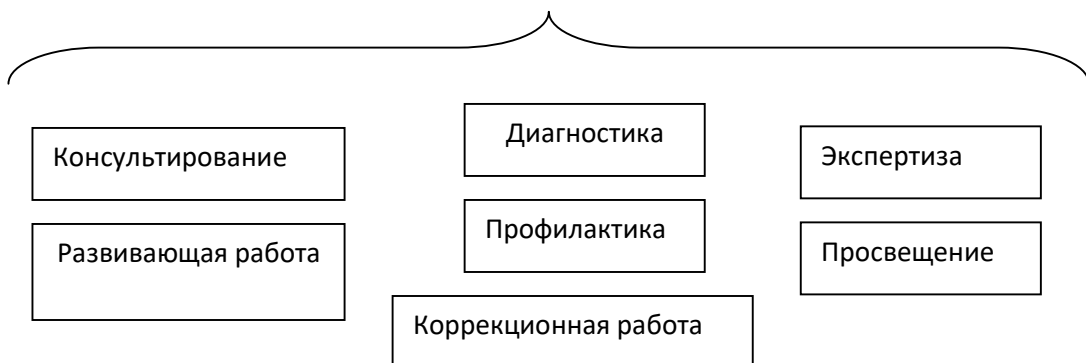 Консультирование
Диагностика
Экспертиза
Развивающая работа
Профилактика
Просвещение
Коррекционная работа